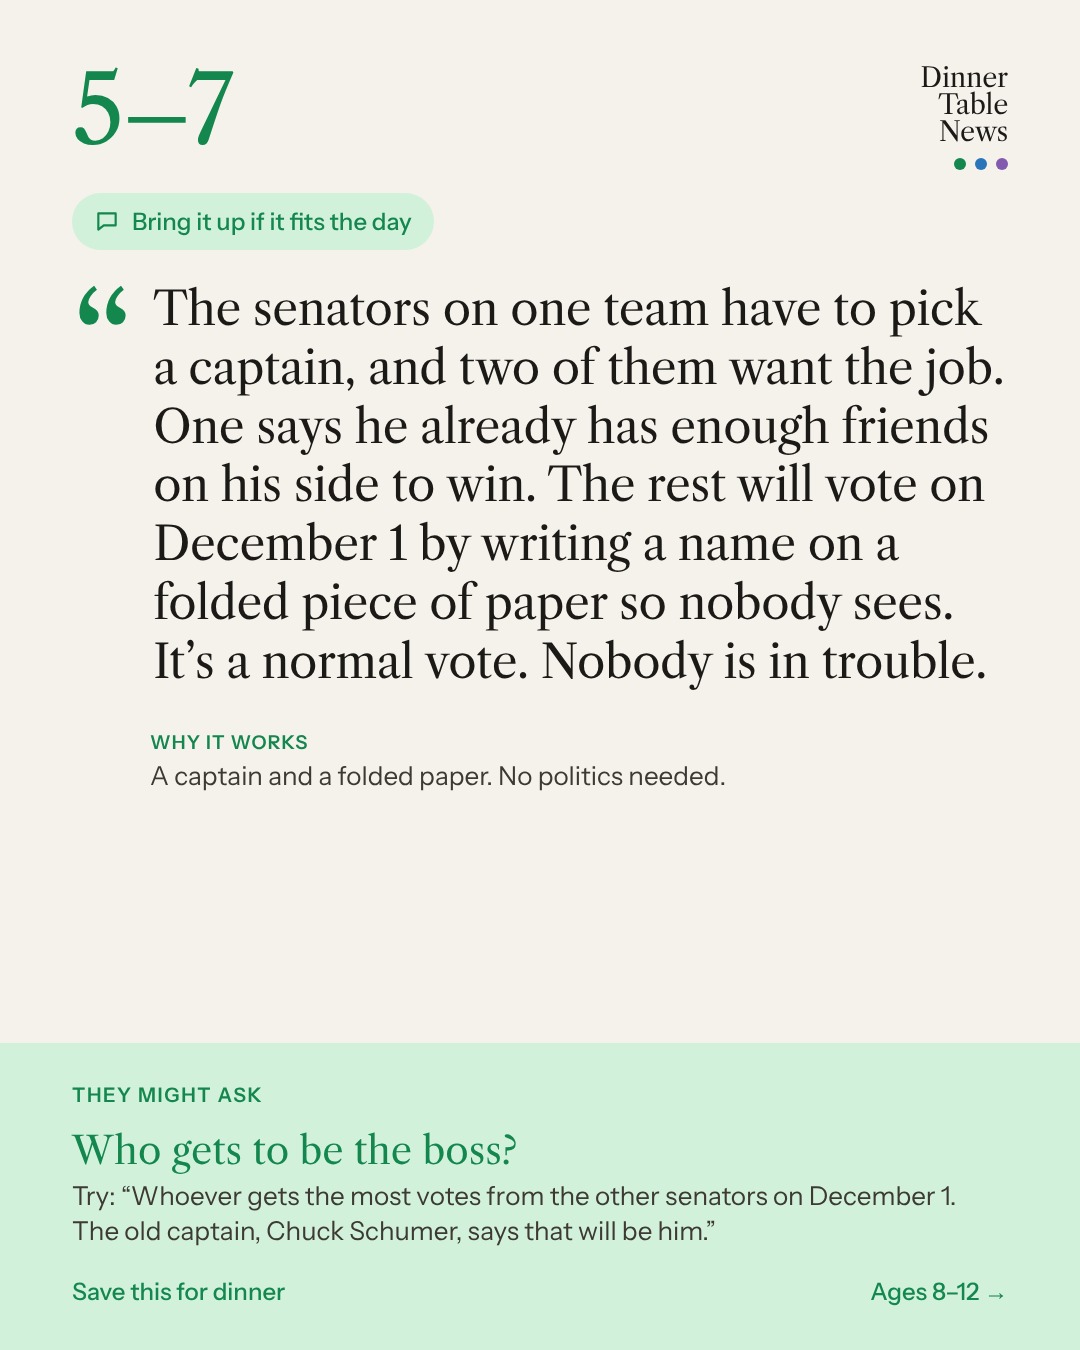 5–7
Dinner
Table
News
Bring it up if it fits the day
“ The senators on one team have to pick
a captain, and two of them want the job.
One says he already has enough friends
on his side to win. The rest will vote on
December 1 by writing a name on a
folded piece of paper so nobody sees.
It’s a normal vote. Nobody is in trouble.
WHY IT WORKS
A captain and a folded paper. No politics needed.
THEY MIGHT ASK
Who gets to be the boss?
Try: “Whoever gets the most votes from the other senators on December 1.
The old captain, Chuck Schumer, says that will be him.”
Save this for dinner
Ages 8–12 →